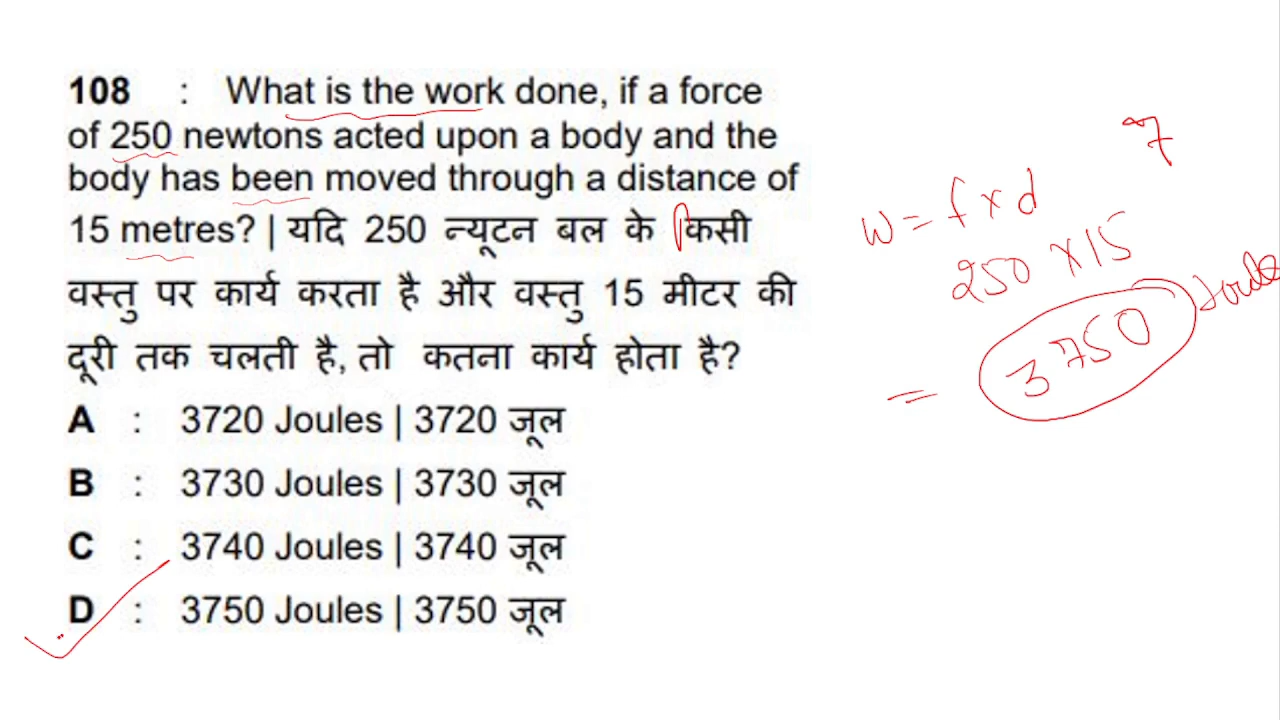 108 : What is the work done, if a force
of 250 newtons acted upon a body and the
body has been moved through a distance of
15 metres? | यदि 250 न्यूटन बल के किसी
वस्तु पर कार्य करता है और वस्तु 15 मीटर की
दूरी तक चलती है, तो कतना कार्य होता है?
A : 3720 Joules | 3720 जूल
B : 3730 Joules | 3730 जूल
C : 3740 Joules | 3740 जूल
D : 3750 Joules | 3750 जूल
7
W = f × d
250 × 15
= 3750 Joules